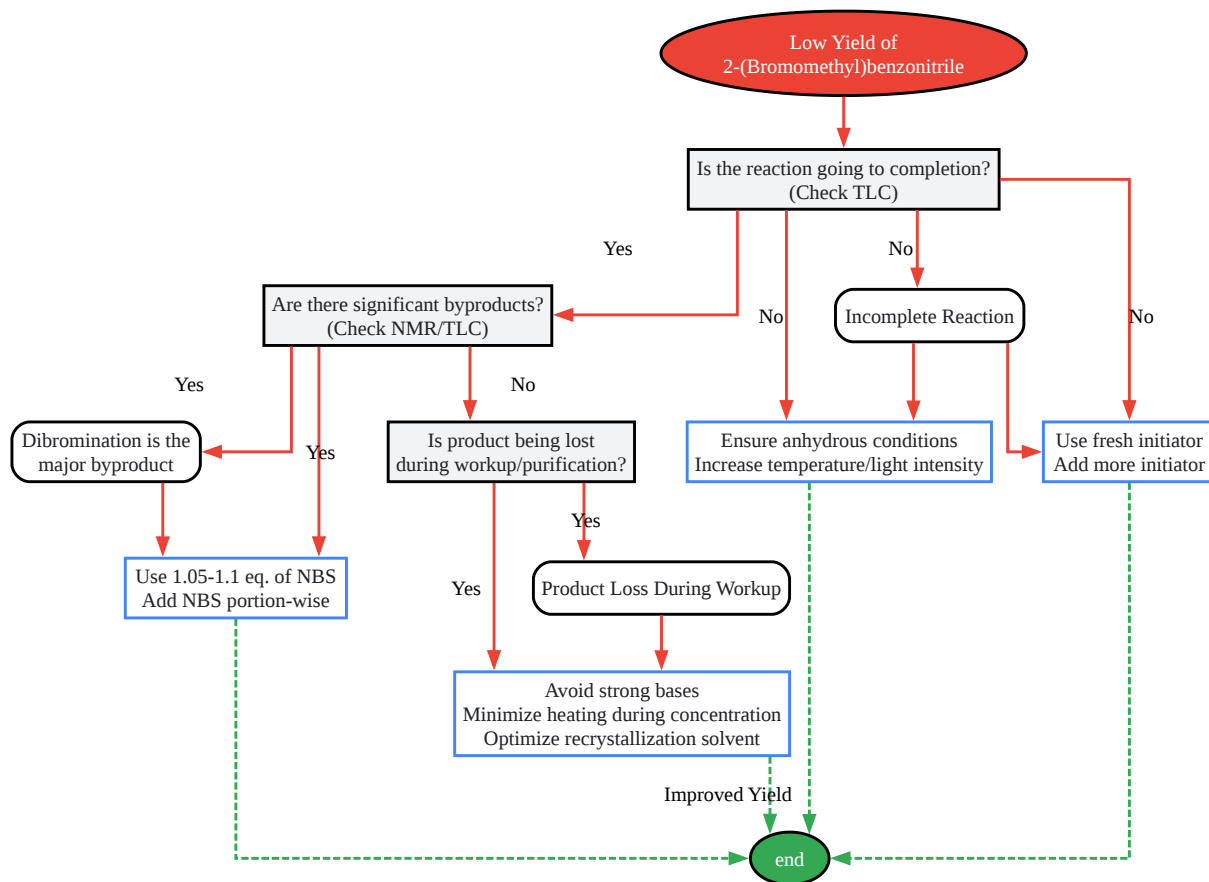 Low Yield of
2-(Bromomethyl)benzonitrile
Is the reaction going to completion?
(Check TLC)
Yes
No
Are there significant byproducts?
(Check NMR/TLC)
No
Incomplete Reaction
No
Yes
No
Dibromination is the
major byproduct
Yes
Is product being lost
during workup/purification?
Ensure anhydrous conditions
Increase temperature/light intensity
Use fresh initiator
Add more initiator
Yes
Use 1.05-1.1 eq. of NBS
Add NBS portion-wise
Yes
Product Loss During Workup
Avoid strong bases
Minimize heating during concentration
Optimize recrystallization solvent
Improved Yield
end